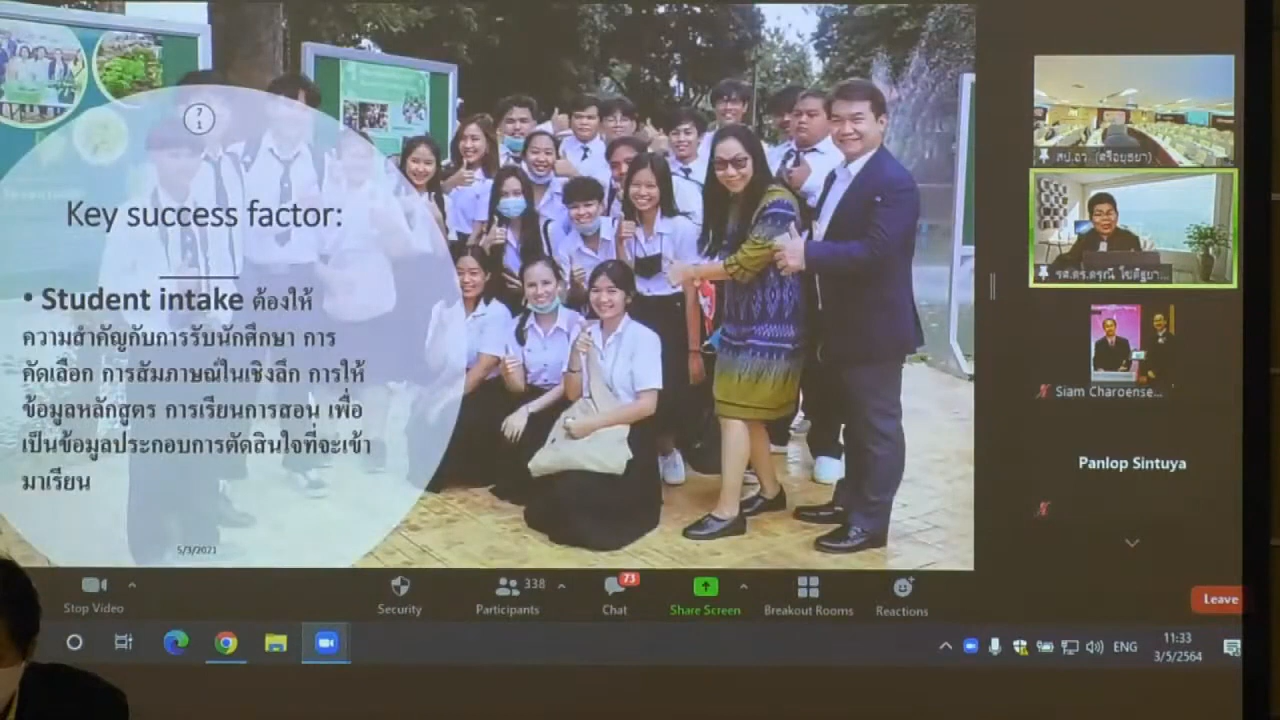 7
1
Key success factor:
• Student intake ต้องให้
ความสำคัญกับการรับนักศึกษา การ
คัดเลือก การสัมภาษณ์ในเชิงลึก การให้
ข้อมูลหลักสูตร การเรียนการสอน เพื่อ
เป็นข้อมูลประกอบการตัดสินใจที่จะเข้า
มาเรียน
5/3/2021
สป.อว (ศรีอยุธยา)
รศ.ดร.ดรุณี โชติฐยา...
Siam Charoense...
Panlop Sintuya
Stop Video
Security
338
Participants
73
Chat
Share Screen
Breakout Rooms
Reactions
Leave
ENG
11:33
3/5/2564